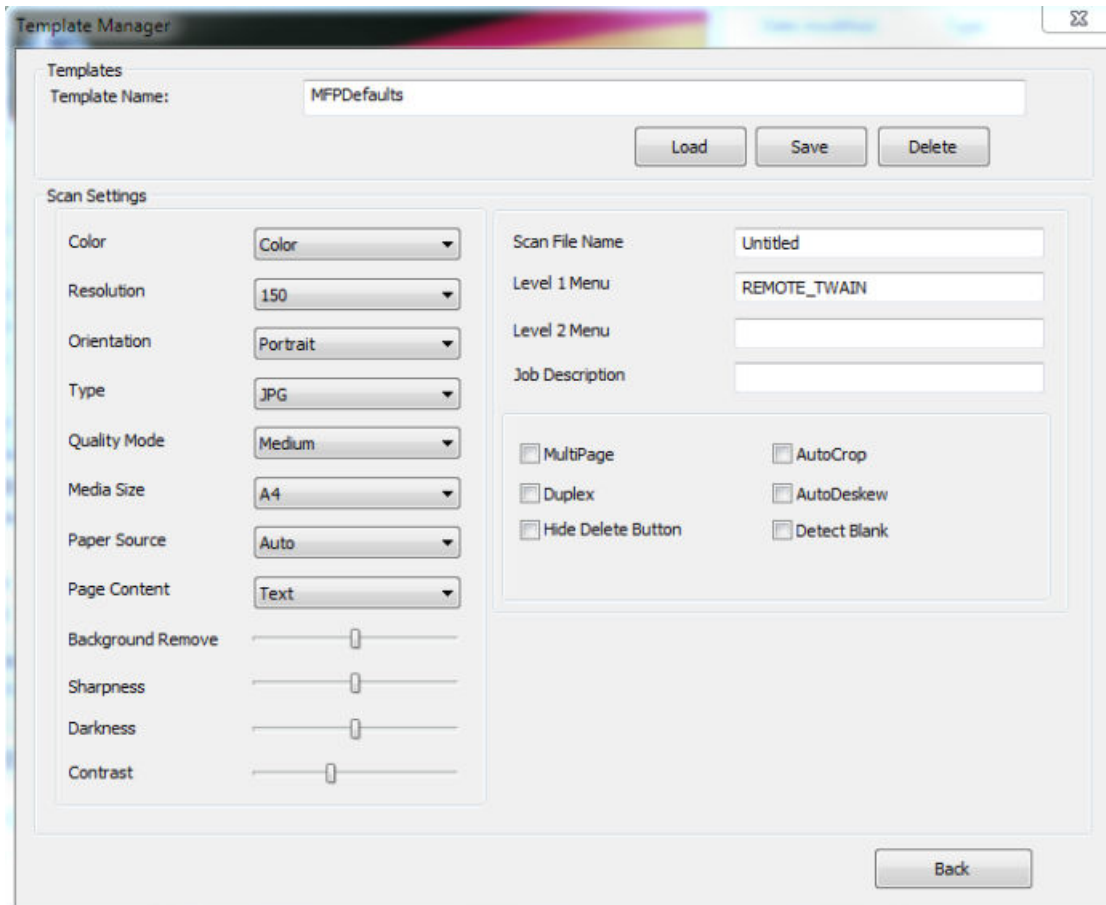 Template Manager
Templates
Template Name: MFPDefaults
Load Save Delete
Scan Settings
Color Color
Resolution 150
Orientation Portrait
Type JPG
Quality Mode Medium
Media Size A4
Paper Source Auto
Page Content Text
Background Remove
Sharpness
Darkness
Contrast
Scan File Name Untitled
Level 1 Menu REMOTE_TWAIN
Level 2 Menu
Job Description
MultiPage AutoCrop
Duplex AutoDeskew
Hide Delete Button Detect Blank
Back